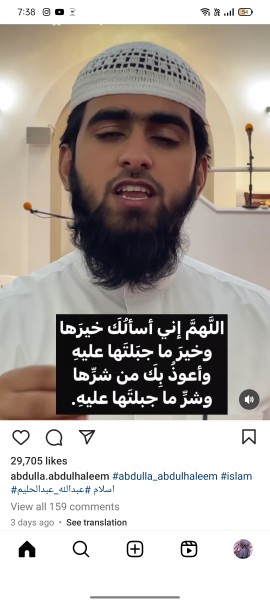 7:38
اللَّهمَّ إني أسألُكَ خيرَها
وخيرَ ما جبَلتَها عليهِ
وأعوذُ بِكَ من شرِّها
وشرِّ ما جبلتَها عليهِ.
29,705 likes
abdulla.abdulhaleem #abdulla_abdulhaleem #islam
#اسلام #عبدالله_عبدالحليم
View all 159 comments
3 days ago • See translation